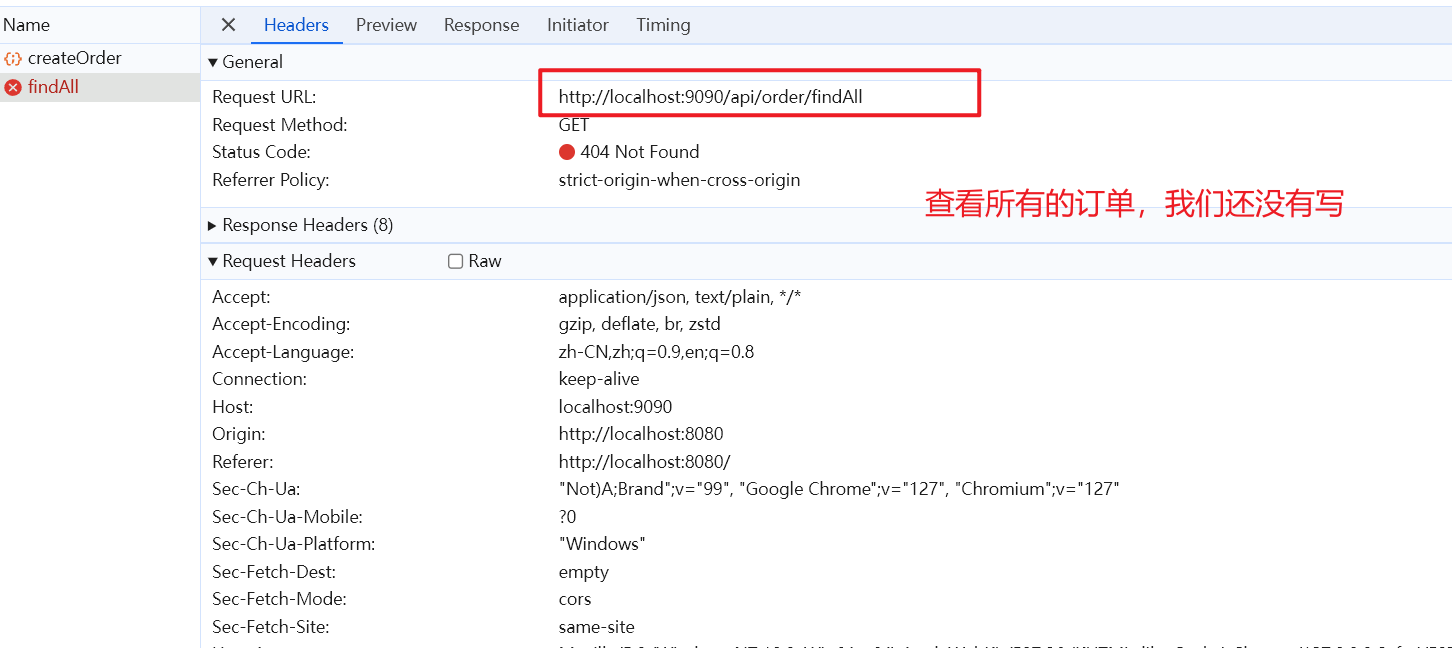 Name
Headers Preview Response Initiator Timing
createOrder
findAll
General
Request URL: http://localhost:9090/api/order/findAll
Request Method: GET
Status Code: 404 Not Found
Referrer Policy: strict-origin-when-cross-origin
查看所有的订单，我们还没有写
Response Headers (8)
Request Headers Raw
Accept: application/json, text/plain, */*
Accept-Encoding: gzip, deflate, br, zstd
Accept-Language: zh-CN,zh;q=0.9,en;q=0.8
Connection: keep-alive
Host: localhost:9090
Origin: http://localhost:8080
Referer: http://localhost:8080/
Sec-Ch-Ua: "Not)A;Brand";v="99", "Google Chrome";v="127", "Chromium";v="127"
Sec-Ch-Ua-Mobile: ?0
Sec-Ch-Ua-Platform: "Windows"
Sec-Fetch-Dest: empty
Sec-Fetch-Mode: cors
Sec-Fetch-Site: same-site